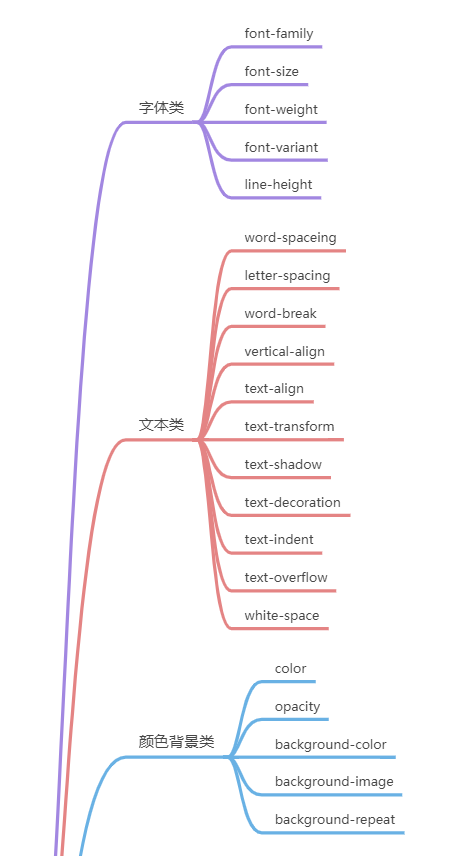 字体类
font-family
font-size
font-weight
font-variant
line-height
文本类
word-spaceing
letter-spacing
word-break
vertical-align
text-align
text-transform
text-shadow
text-decoration
text-indent
text-overflow
white-space
颜色背景类
color
opacity
background-color
background-image
background-repeat